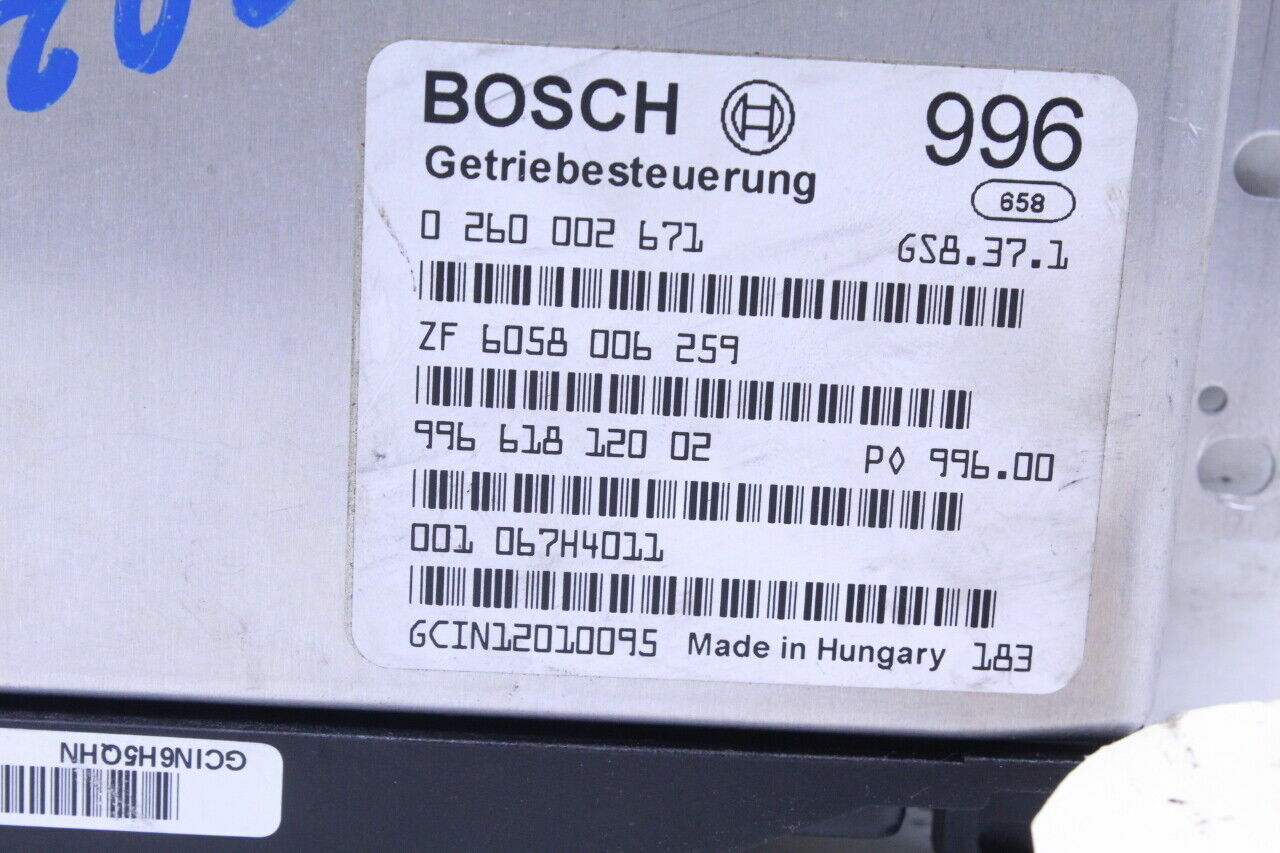 BOSCH
996
Getriebesteuerung
658
0 260 002 671
GS8.37.1
ZF 6058 006 259
996 618 120 02
P◊ 996.00
001 067H4011
GCIN12010095 Made in Hungary 183
GCIN6H5QHN